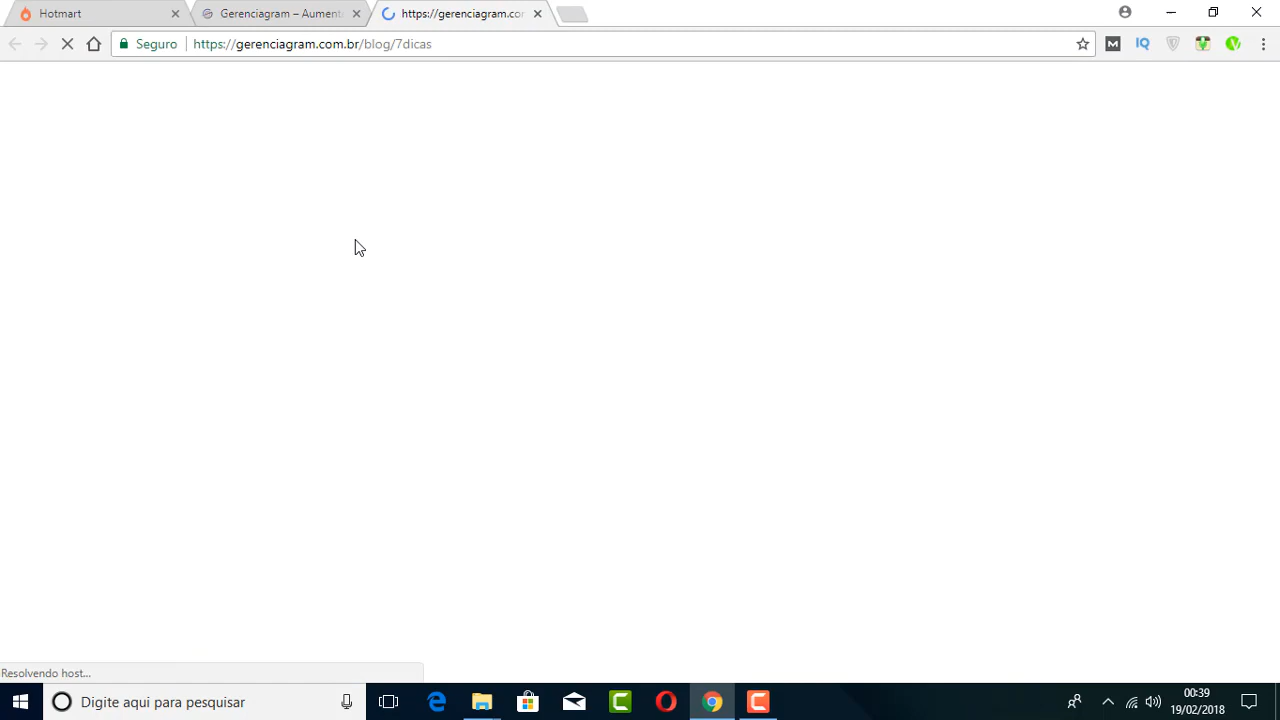 Hotmart
Gerenciagram – Aument
https://gerenciagram.cor
Seguro
https://gerenciagram.com.br/blog/7dicas
M
IQ
V
Resolvendo host...
Digite aqui para pesquisar
00:39
19/02/2018